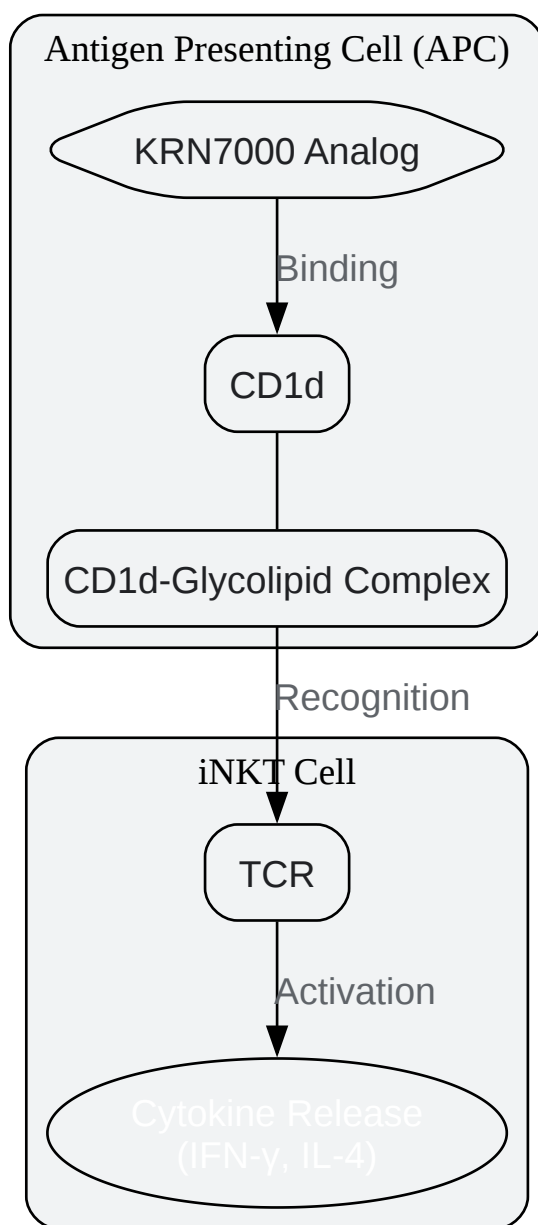 Antigen Presenting Cell (APC)
KRN7000 Analog
Binding
CD1d
CD1d-Glycolipid Complex
Recognition
iNKT Cell
TCR
Activation
Cytokine Release
(IFN-γ, IL-4)